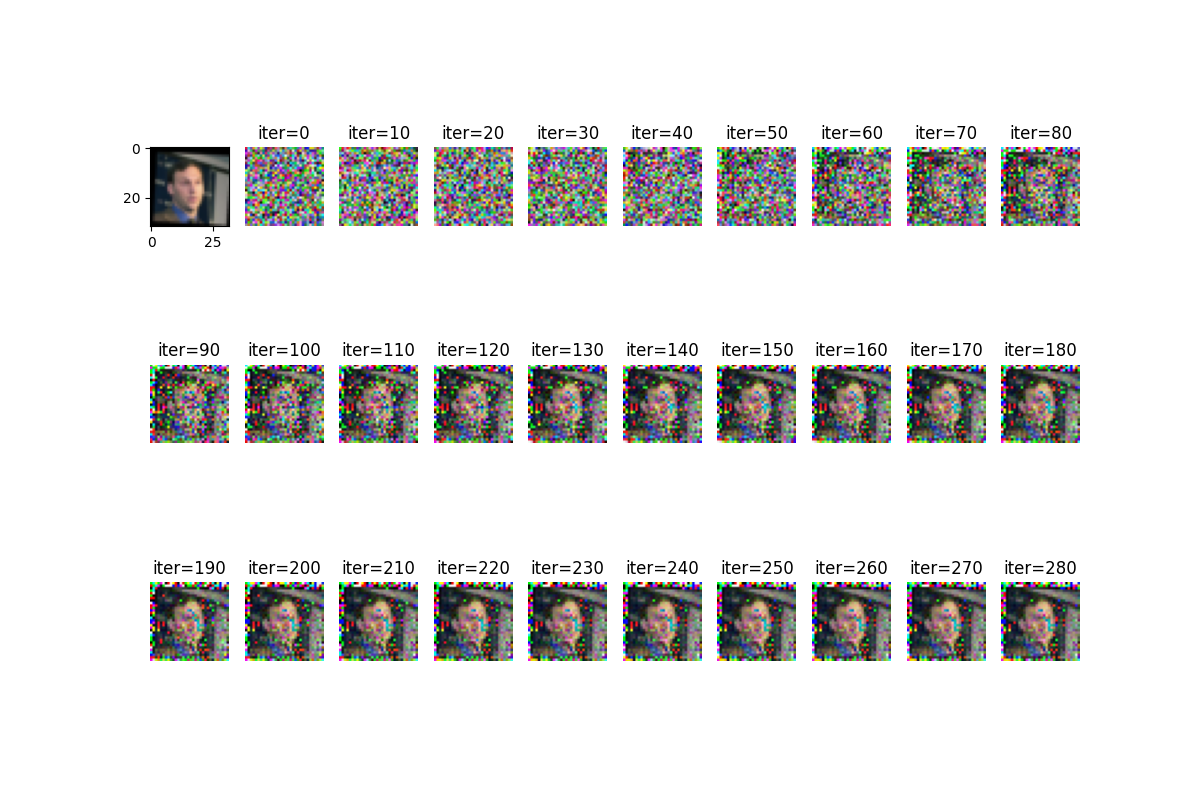 iter=0 iter=10 iter=20 iter=30 iter=40 iter=50 iter=60 iter=70 iter=80
0
20
0 25
iter=90 iter=100 iter=110 iter=120 iter=130 iter=140 iter=150 iter=160 iter=170 iter=180
iter=190 iter=200 iter=210 iter=220 iter=230 iter=240 iter=250 iter=260 iter=270 iter=280